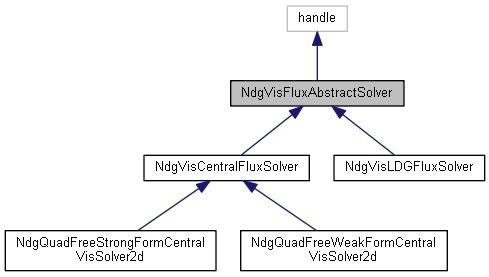 handle
NdgVisFluxAbstractSolver
NdgVisCentralFluxSolver
NdgVisLDGFluxSolver
NdgQuadFreeStrongFormCentral
VisSolver2d
NdgQuadFreeWeakFormCentral
VisSolver2d